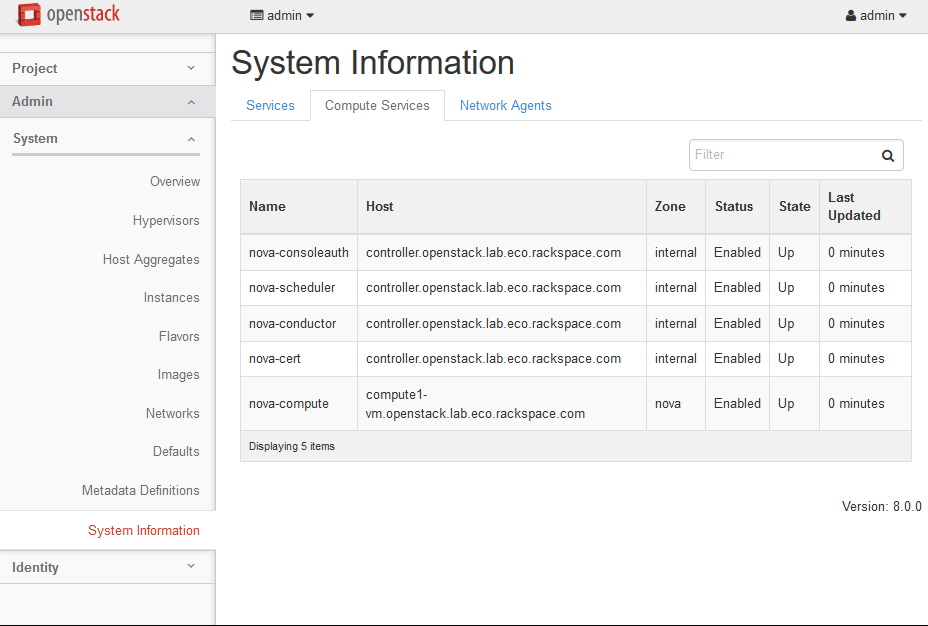 openstack
admin
admin
Project
Admin
System
Overview
Hypervisors
Host Aggregates
Instances
Flavors
Images
Networks
Defaults
Metadata Definitions
System Information
Identity
System Information
Services Compute Services Network Agents
Filter
Name Host Zone Status State Last Updated
nova-consoleauth controller.openstack.lab.eco.rackspace.com internal Enabled Up 0 minutes
nova-scheduler controller.openstack.lab.eco.rackspace.com internal Enabled Up 0 minutes
nova-conductor controller.openstack.lab.eco.rackspace.com internal Enabled Up 0 minutes
nova-cert controller.openstack.lab.eco.rackspace.com internal Enabled Up 0 minutes
nova-compute compute1-vm.openstack.lab.eco.rackspace.com nova Enabled Up 0 minutes
Displaying 5 items
Version: 8.0.0